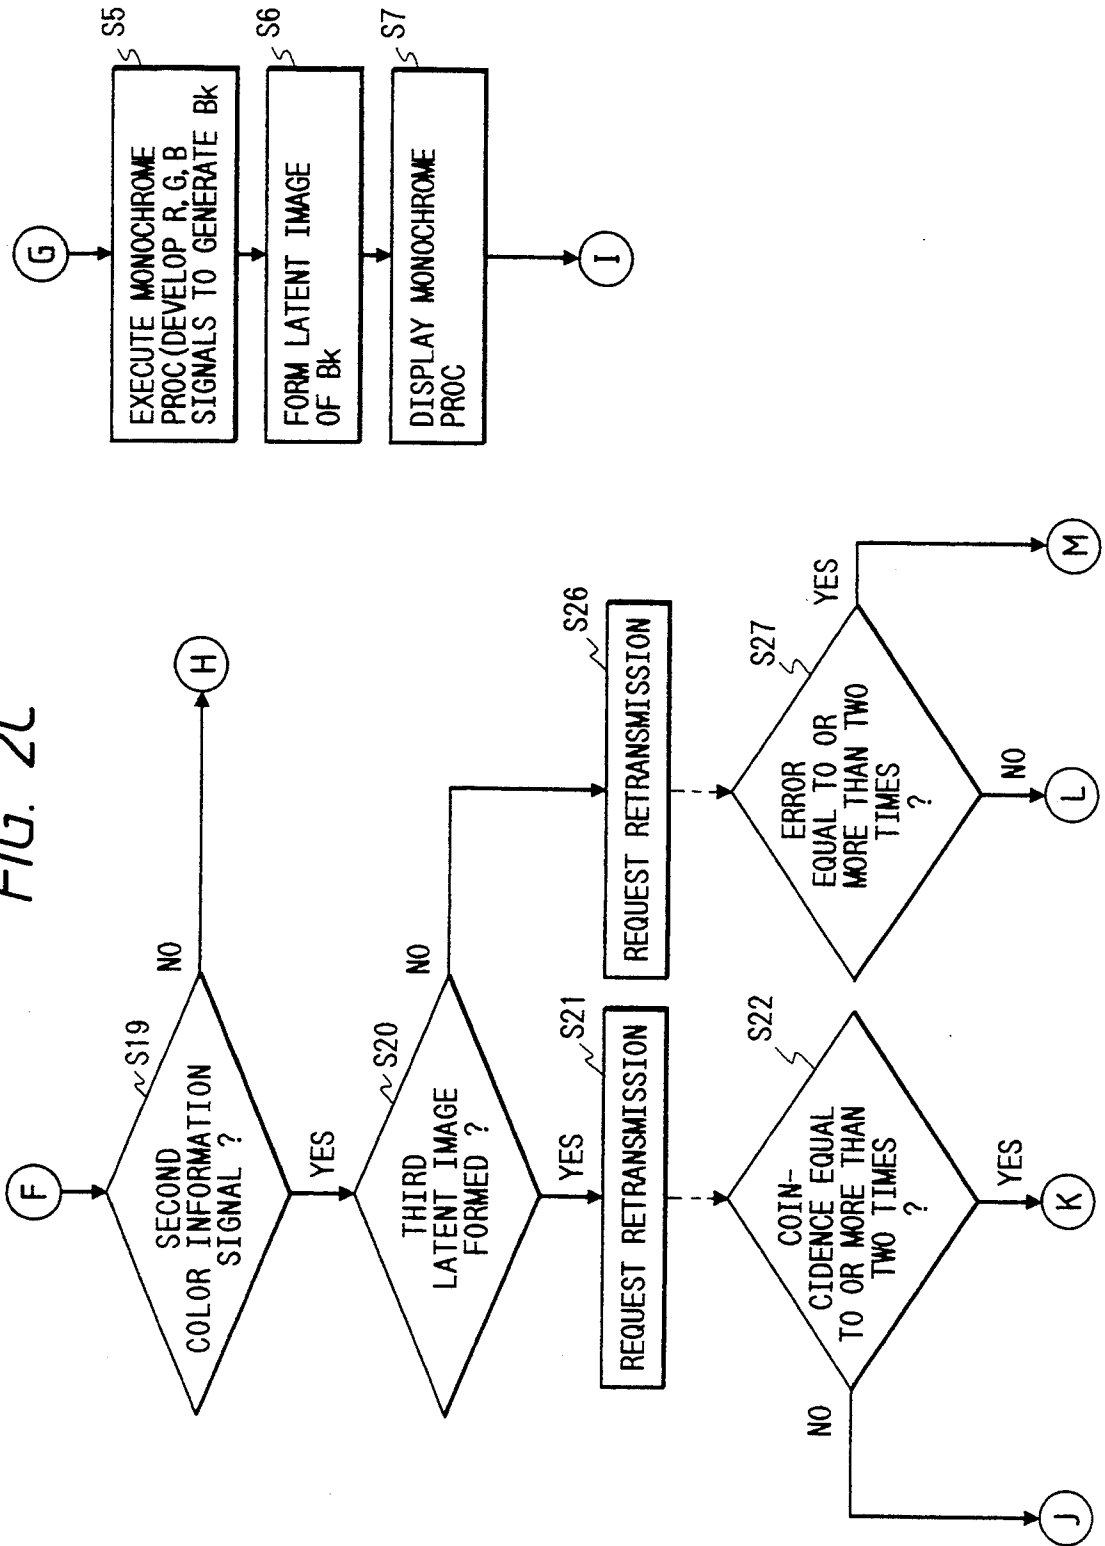 FIG. 2C
F
SECOND
COLOR INFORMATION
SIGNAL ?
S19
NO
H
YES
THIRD
LATENT IMAGE
FORMED ?
S20
NO
YES
REQUEST RETRANSMISSION
S21
COIN-
CIDENCE EQUAL
TO OR MORE THAN
TWO TIMES
?
S22
NO
J
YES
K
REQUEST RETRANSMISSION
S26
ERROR
EQUAL TO OR
MORE THAN TWO
TIMES
?
S27
YES
M
NO
L
G
EXECUTE MONOCHROME
PROC(DEVELOP R, G, B
SIGNALS TO GENERATE Bk
S5
FORM LATENT IMAGE
OF Bk
S6
DISPLAY MONOCHROME
PROC
S7
I